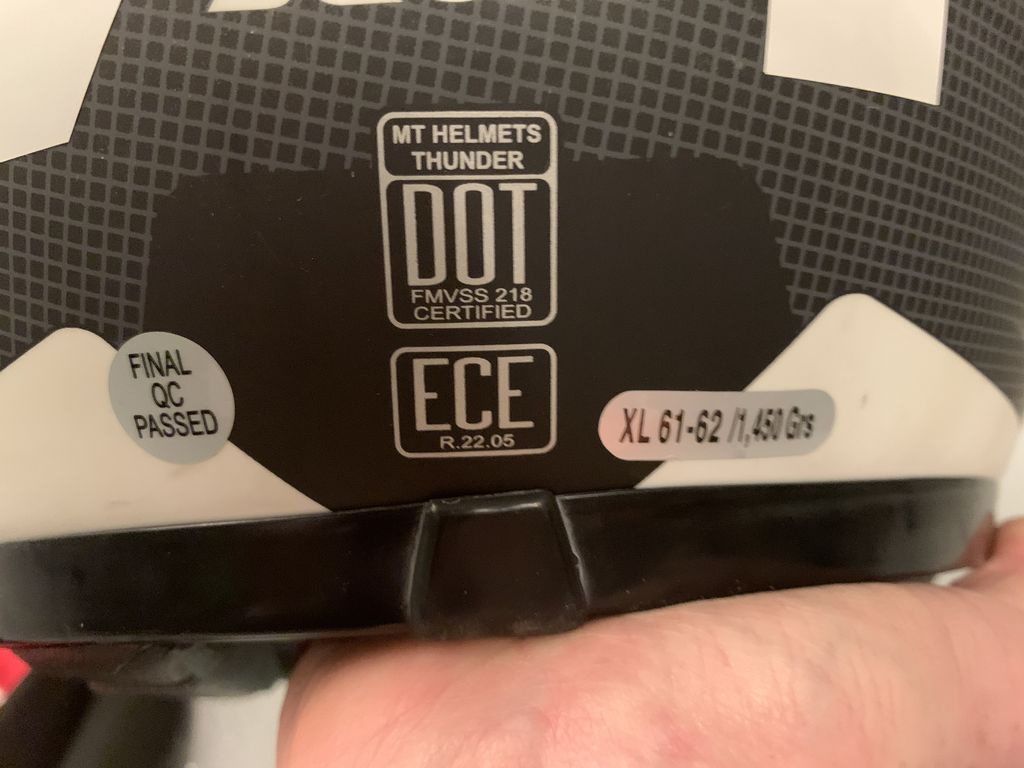 MT HELMETS
THUNDER
DOT
FMVSS 218
CERTIFIED
ECE
R.22.05
FINAL
QC
PASSED
XL 61-62 /1,450 Grs